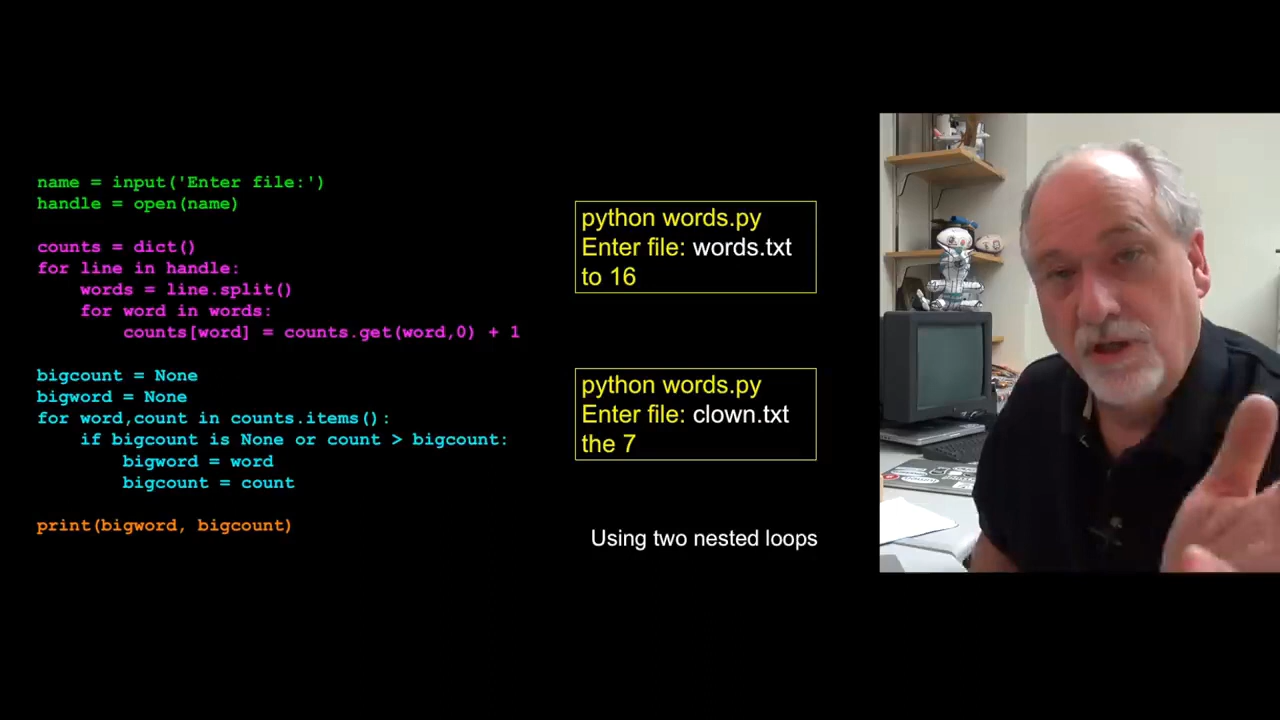 name = input('Enter file:')
handle = open(name)
counts = dict()
for line in handle:
    words = line.split()
    for word in words:
        counts[word] = counts.get(word,0) + 1
bigcount = None
bigword = None
for word,count in counts.items():
    if bigcount is None or count > bigcount:
        bigword = word
        bigcount = count
print(bigword, bigcount)
python words.py
Enter file: words.txt
to 16
python words.py
Enter file: clown.txt
the 7
Using two nested loops